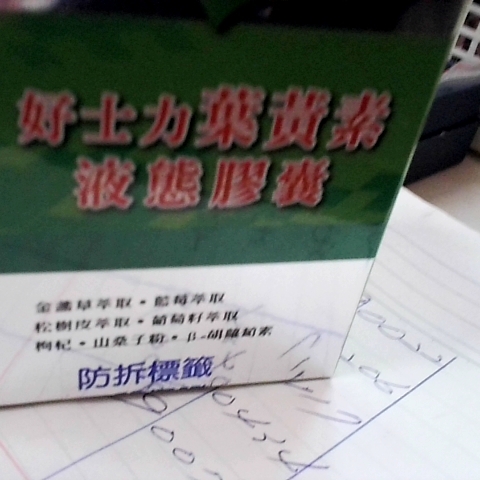 好士力葉黃素
液態膠囊
金盞草萃取・藍莓萃取
松樹皮萃取・葡萄籽萃取
枸杞・山桑子粉・β-胡蘿蔔素
防拆標籤